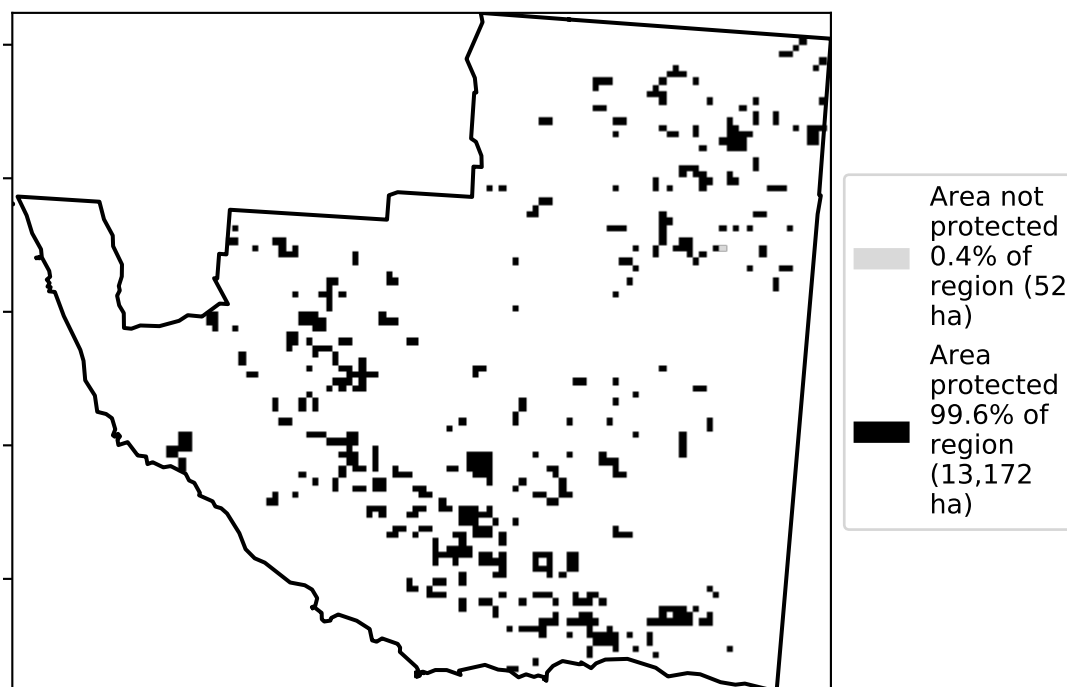 Area not
protected
0.4% of
region (52
ha)
Area
protected
99.6% of
region
(13,172
ha)